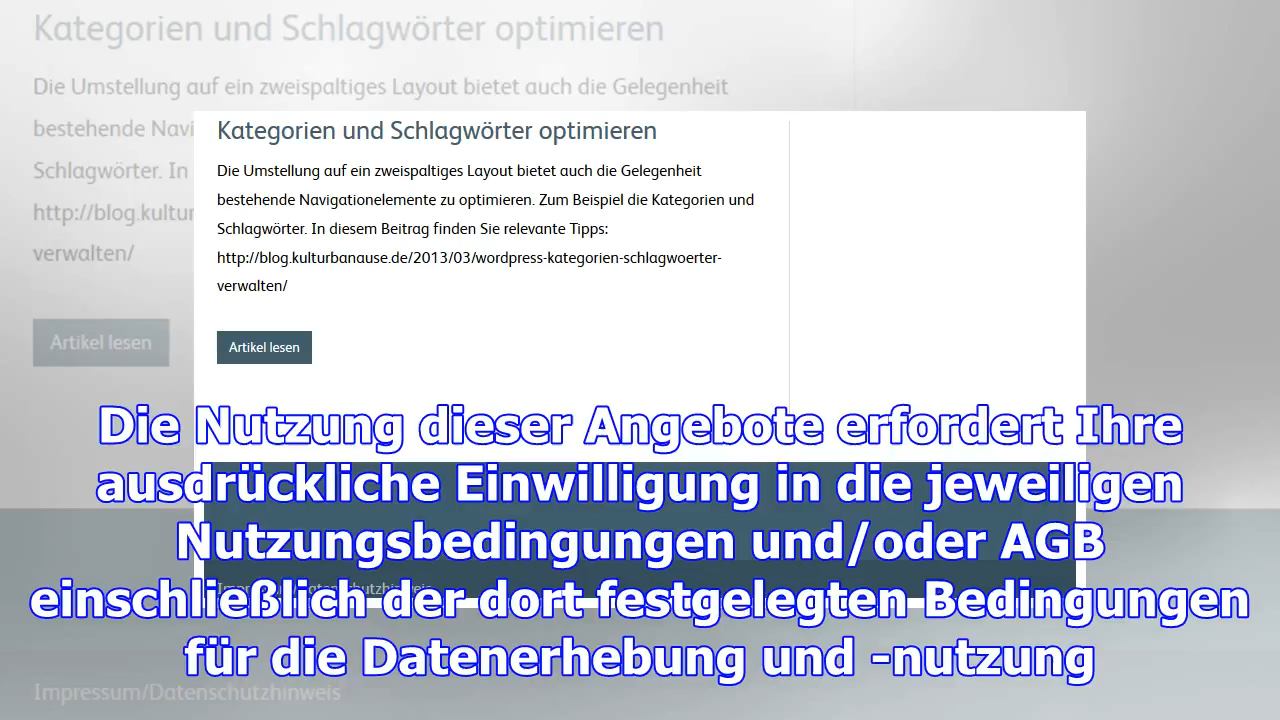 Kategorien und Schlagwörter optimieren
Die Umstellung auf ein zweispaltiges Layout bietet auch die Gelegenheit
bestehende Navi
Schlagwörter. In
http://blog.kultur
verwalten/
Artikel lesen
Kategorien und Schlagwörter optimieren
Die Umstellung auf ein zweispaltiges Layout bietet auch die Gelegenheit
bestehende Navigationelemente zu optimieren. Zum Beispiel die Kategorien und
Schlagwörter. In diesem Beitrag finden Sie relevante Tipps:
http://blog.kulturbanause.de/2013/03/wordpress-kategorien-schlagwoerter-
verwalten/
Artikel lesen
Die Nutzung dieser Angebote erfordert Ihre
ausdrückliche Einwilligung in die jeweiligen
Nutzungsbedingungen und/oder AGB
Impressum/Datenschutzhinweis
einschließlich der dort festgelegten Bedingungen
für die Datenerhebung und -nutzung
Impressum/Datenschutzhinweis